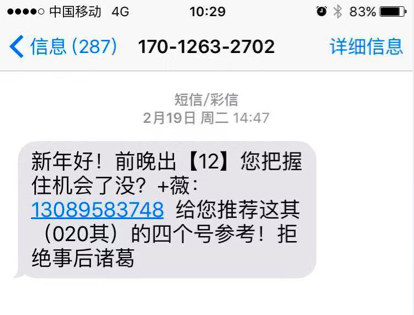 中国移动 4G 10:29 83%
信息 (287) 170-1263-2702 详细信息
短信/彩信
2月19日 周二 14:47
新年好！前晚出【12】您把握
住机会了没？+薇：
13089583748 给您推荐这其
（020其）的四个号参考！拒
绝事后诸葛